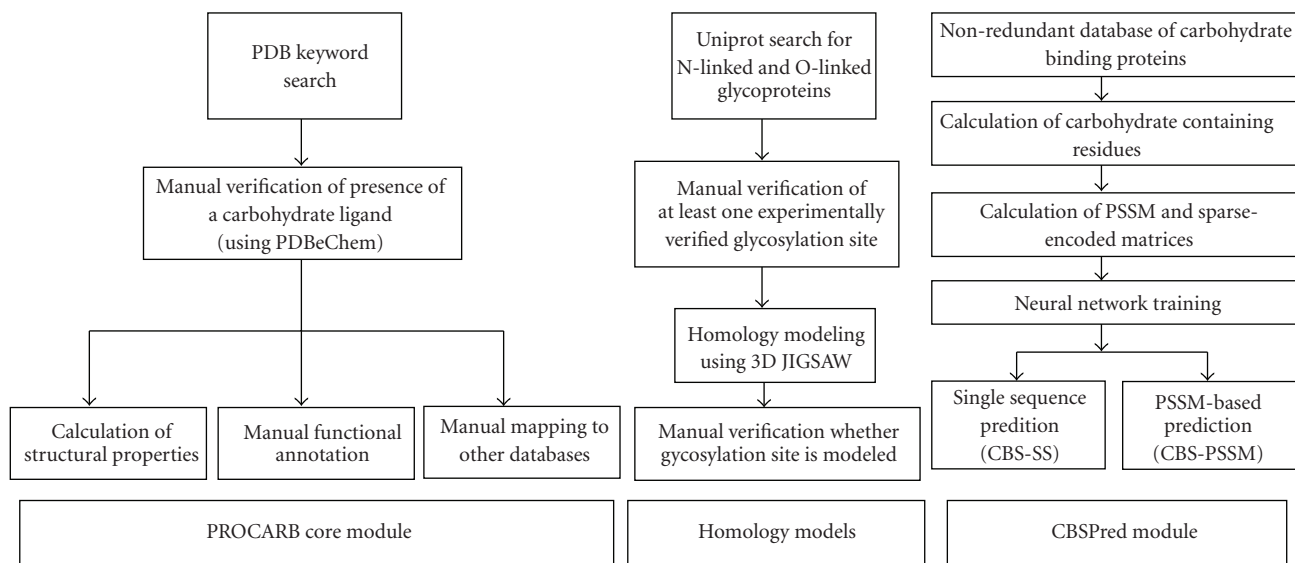 PDB keyword
search
Manual verification of presence of
a carbohydrate ligand
(using PDBeChem)
Calculation of
structural properties
Manual functional
annotation
Manual mapping to
other databases
PROCARB core module
Uniprot search for
N-linked and O-linked
glycoproteins
Manual verification of
at least one experimentally
verified glycosylation site
Homology modeling
using 3D JIGSAW
Manual verification whether
gycosylation site is modeled
Homology models
Non-redundant database of carbohydrate
binding proteins
Calculation of carbohydrate containing
residues
Calculation of PSSM and sparse-
encoded matrices
Neural network training
Single sequence
predition
(CBS-SS)
PSSM-based
prediction
(CBS-PSSM)
CBSPred module